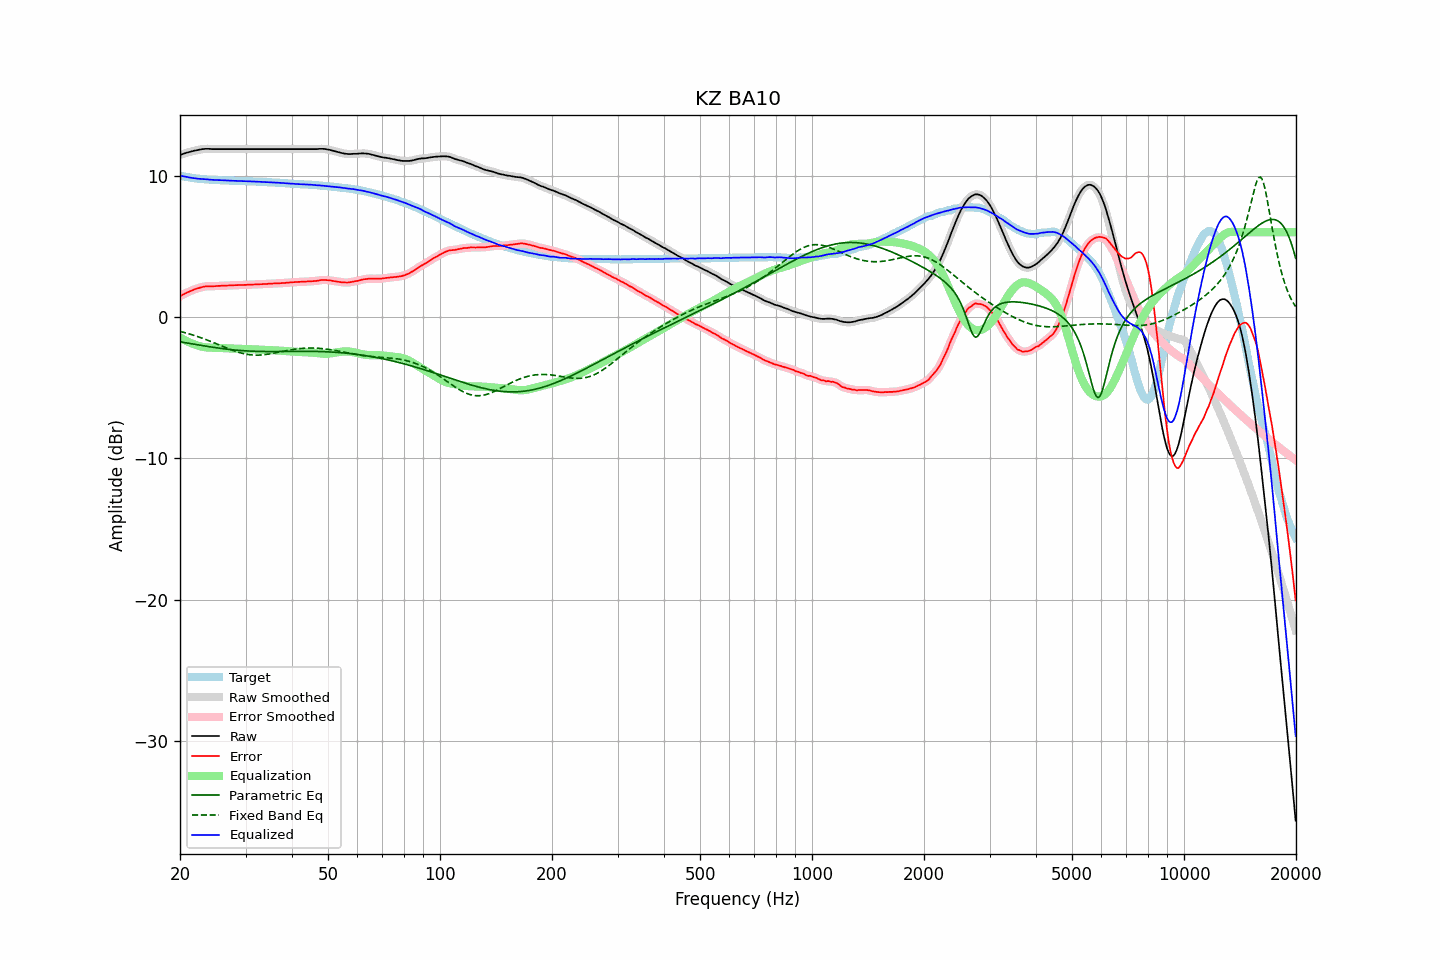 KZ BA10
Amplitude (dBr)
10
0
−10
−20
−30
Target
Raw Smoothed
Error Smoothed
Raw
Error
Equalization
Parametric Eq
Fixed Band Eq
Equalized
20 50 100 200 500 1000 2000 5000 10000 20000
Frequency (Hz)